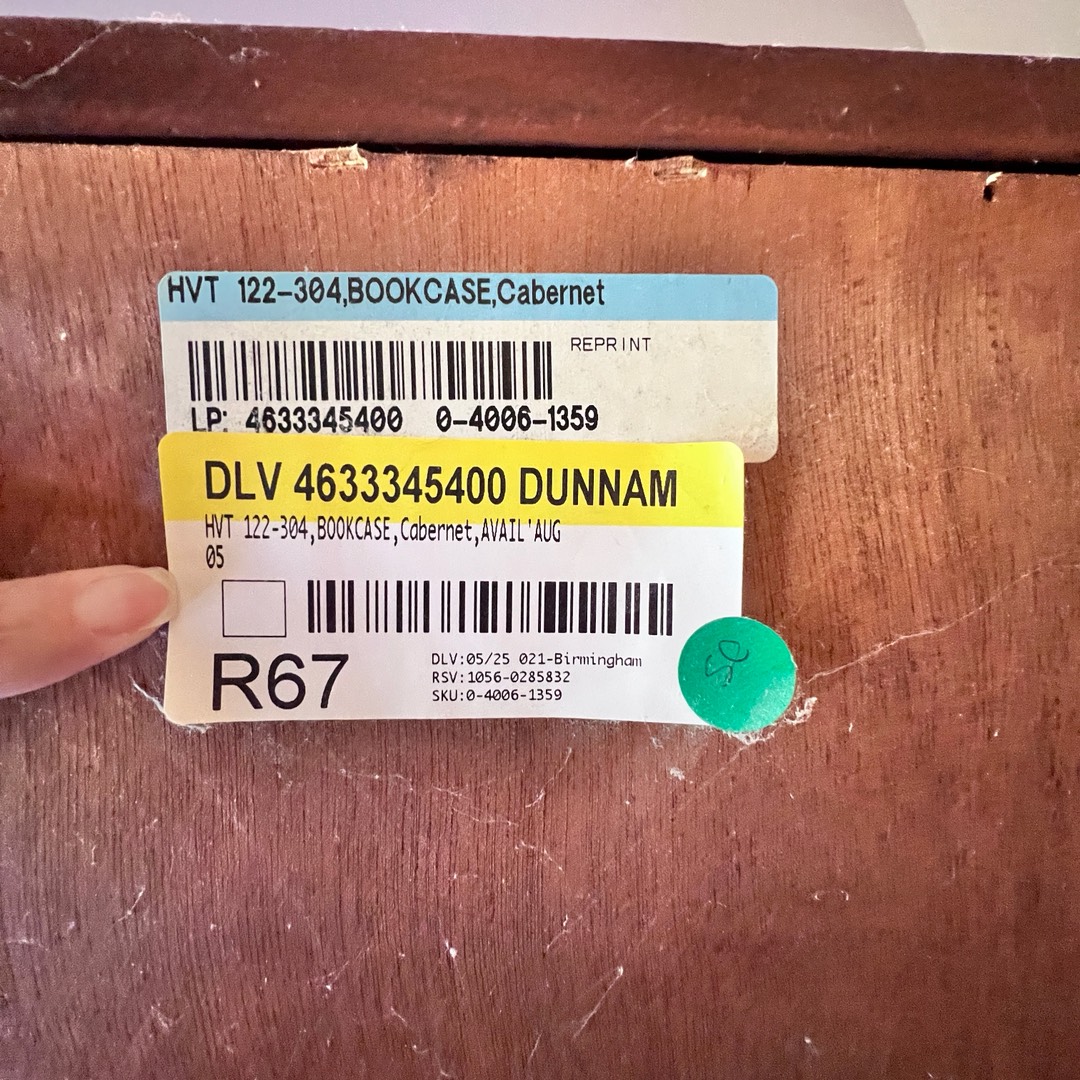 HVT 122-304,BOOKCASE,Cabernet
REPRINT
LP: 4633345400 0-4006-1359
DLV 4633345400 DUNNAM
HVT 122-304,BOOKCASE,Cabernet,AVAIL'AUG
05
R67
DLV:05/25 021-Birmingham
RSV:1056-0285832
SKU:0-4006-1359